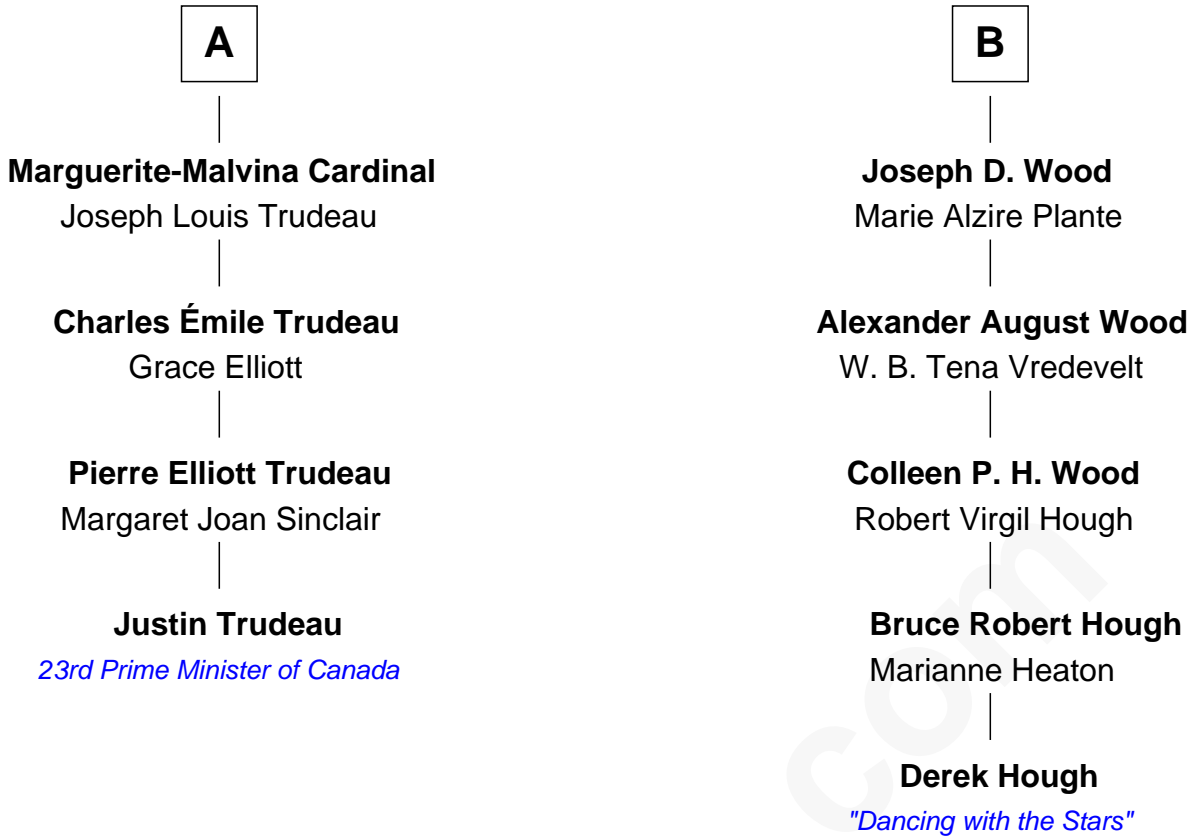 A
Marguerite-Malvina Cardinal
Joseph Louis Trudeau
Charles Émile Trudeau
Grace Elliott
Pierre Elliott Trudeau
Margaret Joan Sinclair
Justin Trudeau
23rd Prime Minister of Canada
B
Joseph D. Wood
Marie Alzire Plante
Alexander August Wood
W. B. Tena Vredevelt
Colleen P. H. Wood
Robert Virgil Hough
Bruce Robert Hough
Marianne Heaton
Derek Hough
"Dancing with the Stars"
com